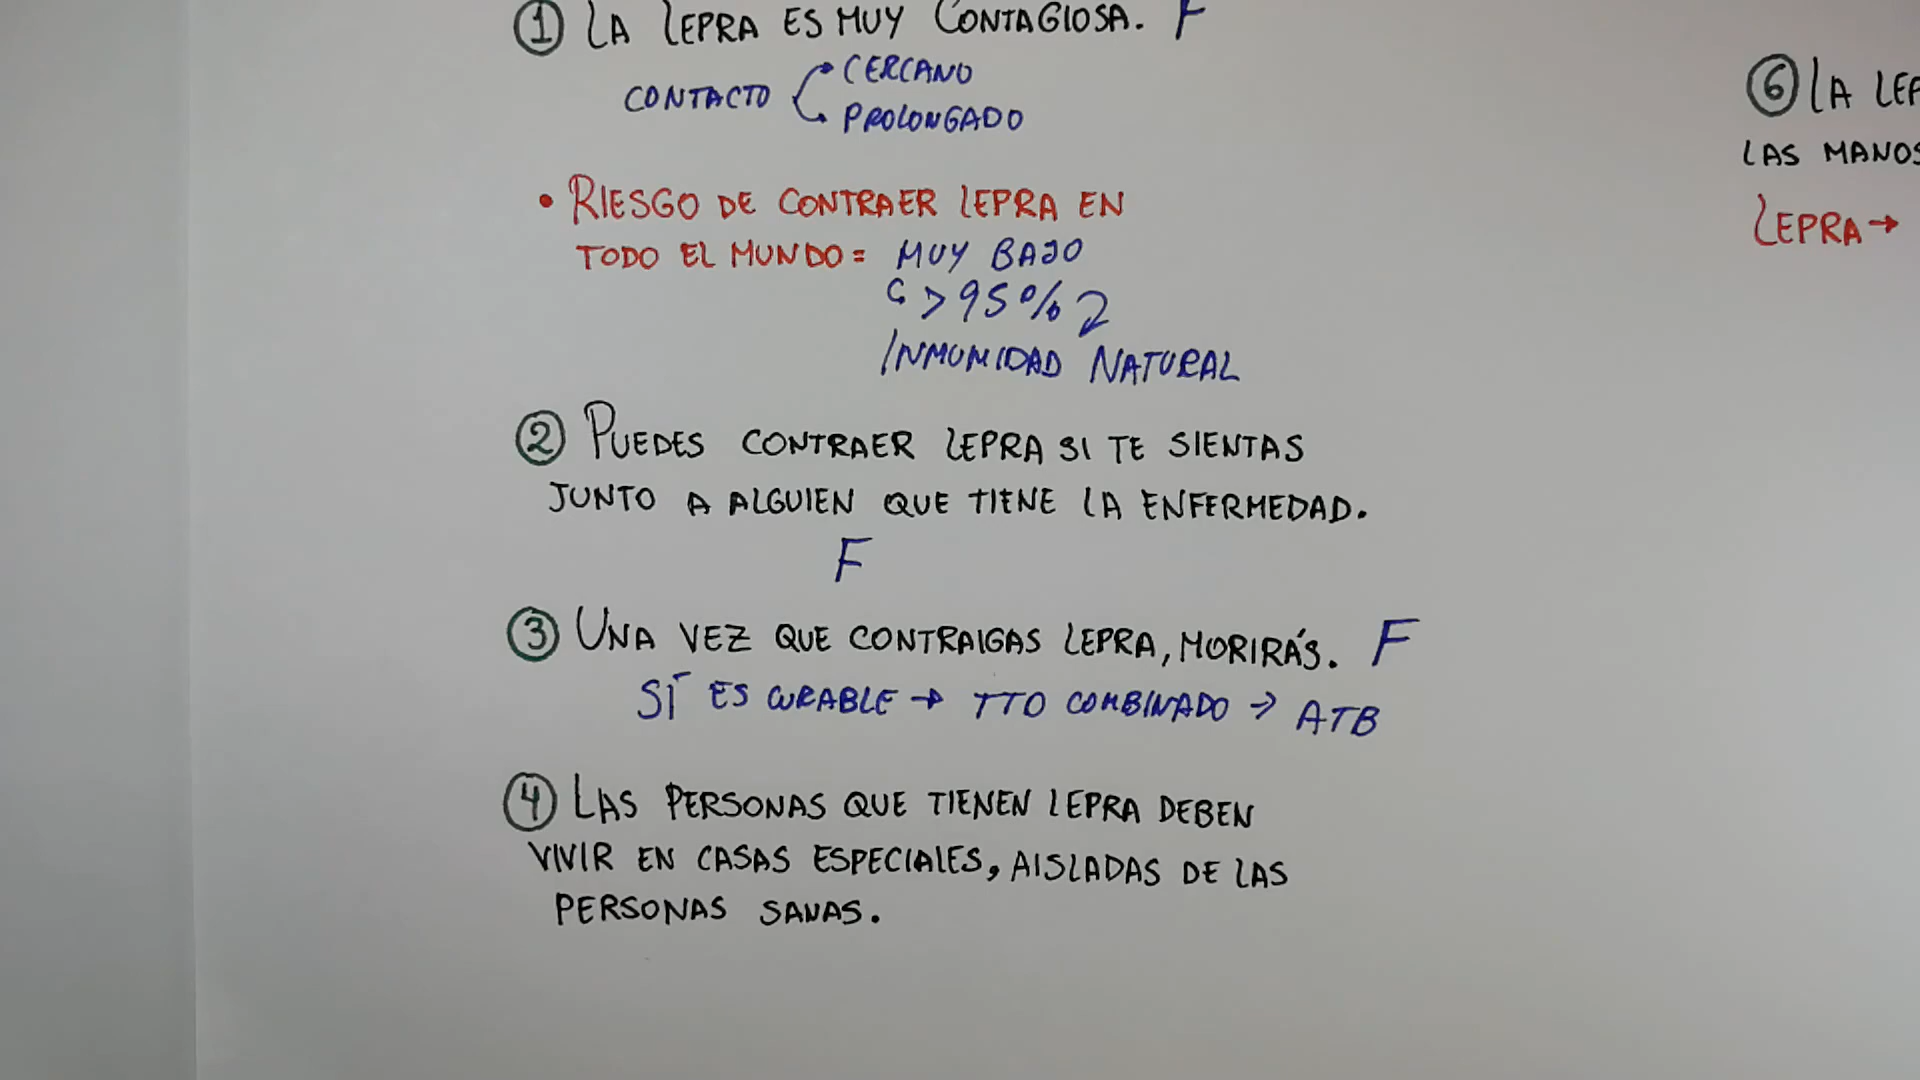 ① LA LEPRA ES MUY CONTAGIOSA. F
CONTACTO CERCANO
PROLONGADO
• RIESGO DE CONTRAER LEPRA EN
TODO EL MUNDO = MUY BAJO
> 95%
INMUNIDAD NATURAL
② PUEDES CONTRAER LEPRA SI TE SIENTAS
JUNTO A ALGUIEN QUE TIENE LA ENFERMEDAD.
F
③ UNA VEZ QUE CONTRAIGAS LEPRA, MORIRÁS. F
SÍ ES CURABLE → TTO COMBINADO → ATB
④ LAS PERSONAS QUE TIENEN LEPRA DEBEN
VIVIR EN CASAS ESPECIALES, AISLADAS DE LAS
PERSONAS SANAS.
⑥ LA LEP
LAS MANOS
LEPRA →